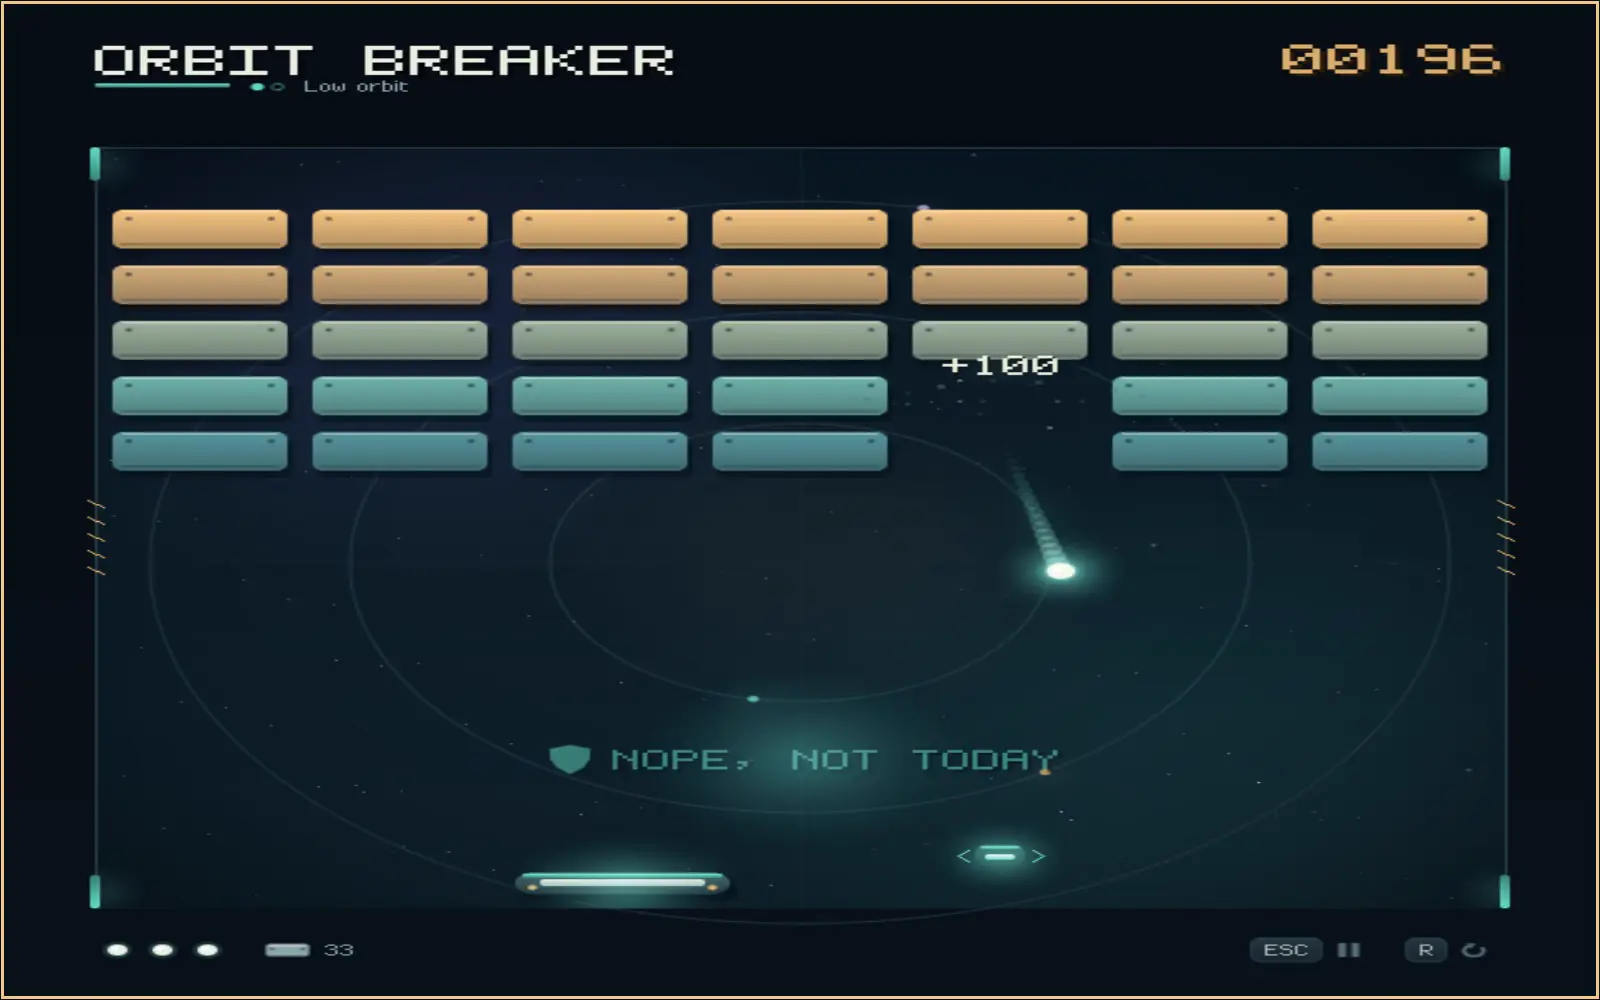 ORBIT BREAKER
00196
Low orbit
+100
NOPE, NOT TODAY
< >
33
ESC
R